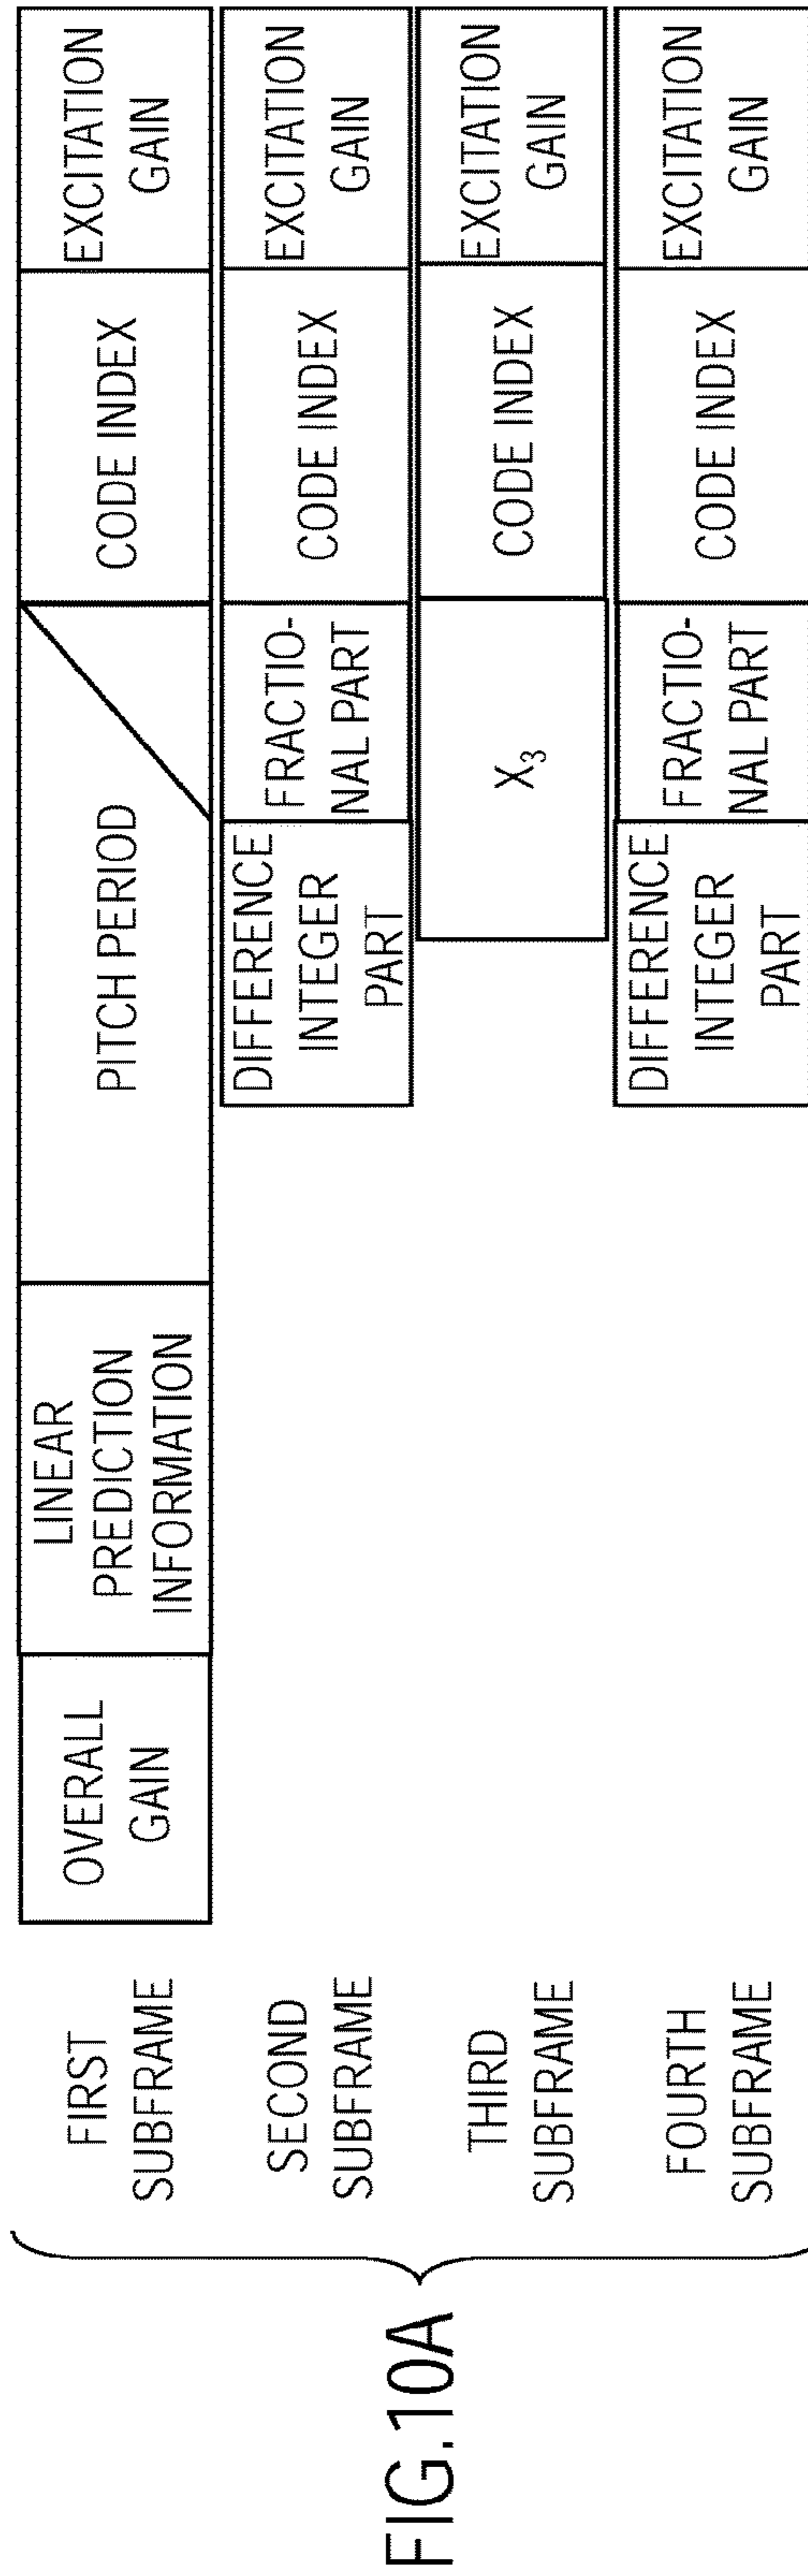 FIG.10A
FIRST
SUBFRAME
OVERALL
GAIN
LINEAR
PREDICTION
INFORMATION
PITCH PERIOD
CODE INDEX
EXCITATION
GAIN
SECOND
SUBFRAME
DIFFERENCE
INTEGER
PART
FRACTIO-
NAL PART
CODE INDEX
EXCITATION
GAIN
THIRD
SUBFRAME
X₃
CODE INDEX
EXCITATION
GAIN
FOURTH
SUBFRAME
DIFFERENCE
INTEGER
PART
FRACTIO-
NAL PART
CODE INDEX
EXCITATION
GAIN